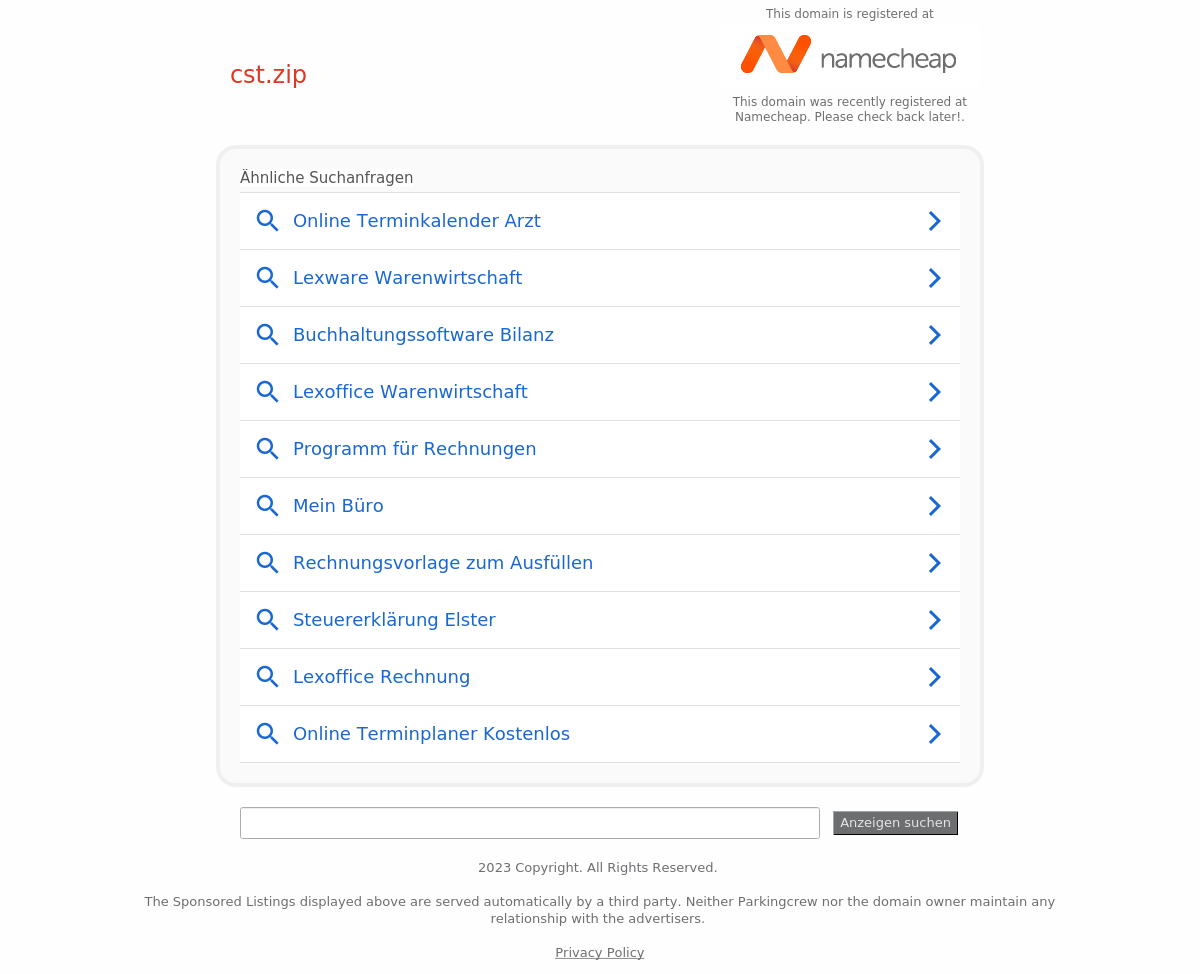 This domain is registered at
namecheap
cst.zip
This domain was recently registered at
Namecheap. Please check back later!.
Ähnliche Suchanfragen
Online Terminkalender Arzt
Lexware Warenwirtschaft
Buchhaltungssoftware Bilanz
Lexoffice Warenwirtschaft
Programm für Rechnungen
Mein Büro
Rechnungsvorlage zum Ausfüllen
Steuererklärung Elster
Lexoffice Rechnung
Online Terminplaner Kostenlos
Anzeigen suchen
2023 Copyright. All Rights Reserved.
The Sponsored Listings displayed above are served automatically by a third party. Neither Parkingcrew nor the domain owner maintain any
relationship with the advertisers.
Privacy Policy